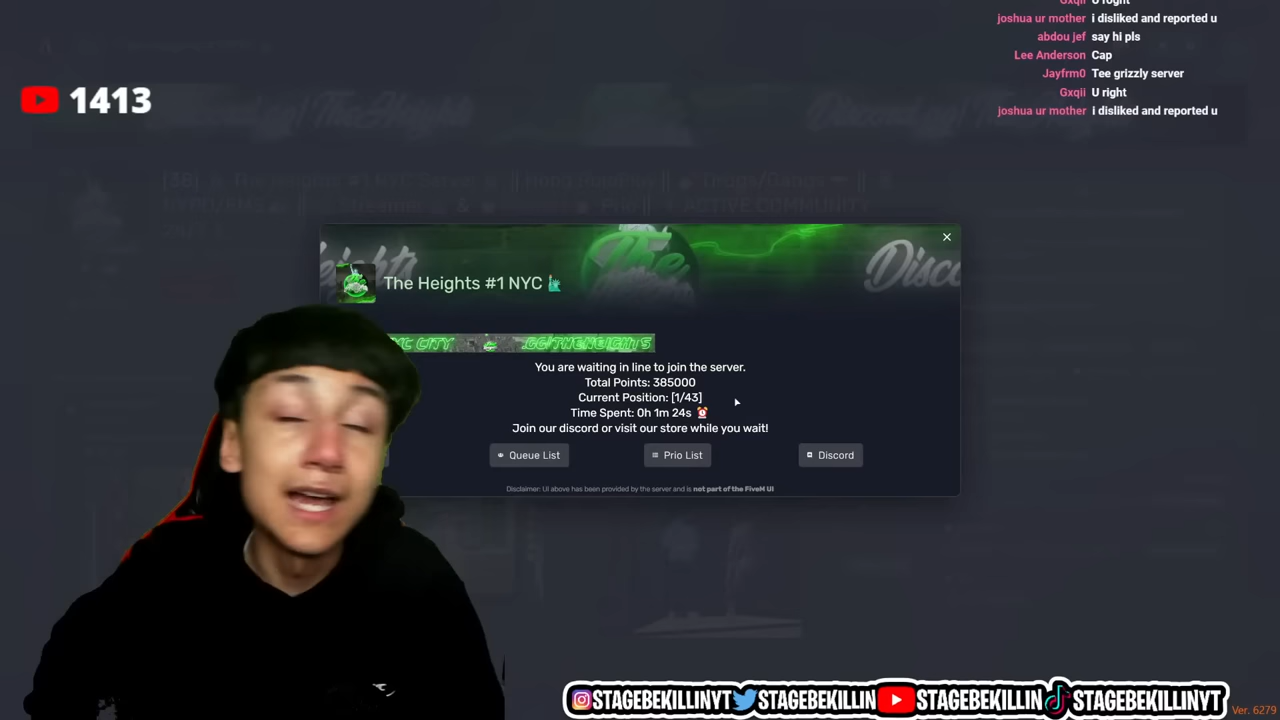 U right
joshua ur mother i disliked and reported u
abdou jef say hi pls
Lee Anderson Cap
Jayfrm0 Tee grizzly server
Gxqii U right
joshua ur mother i disliked and reported u
1413
The Heights #1 NYC 🗽
YC CITY .GG/THEHEIGHTS
You are waiting in line to join the server.
Total Points: 385000
Current Position: [1/43]
Time Spent: 0h 1m 24s ⏰
Join our discord or visit our store while you wait!
Queue List Prio List Discord
Disclaimer: UI above has been provided by the server and is not part of the FiveM UI
STAGEBEKILLINYT STAGEBEKILLIN STAGEBEKILLIN STAGEBEKILLINYT
Ver. 6279